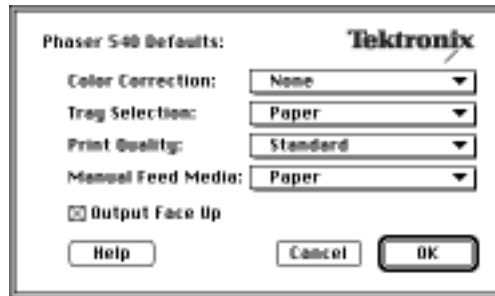 Phaser 540 Defaults: Tektronix
Color Correction: None
Tray Selection: Paper
Print Quality: Standard
Manual Feed Media: Paper
Output Face Up
Help Cancel OK